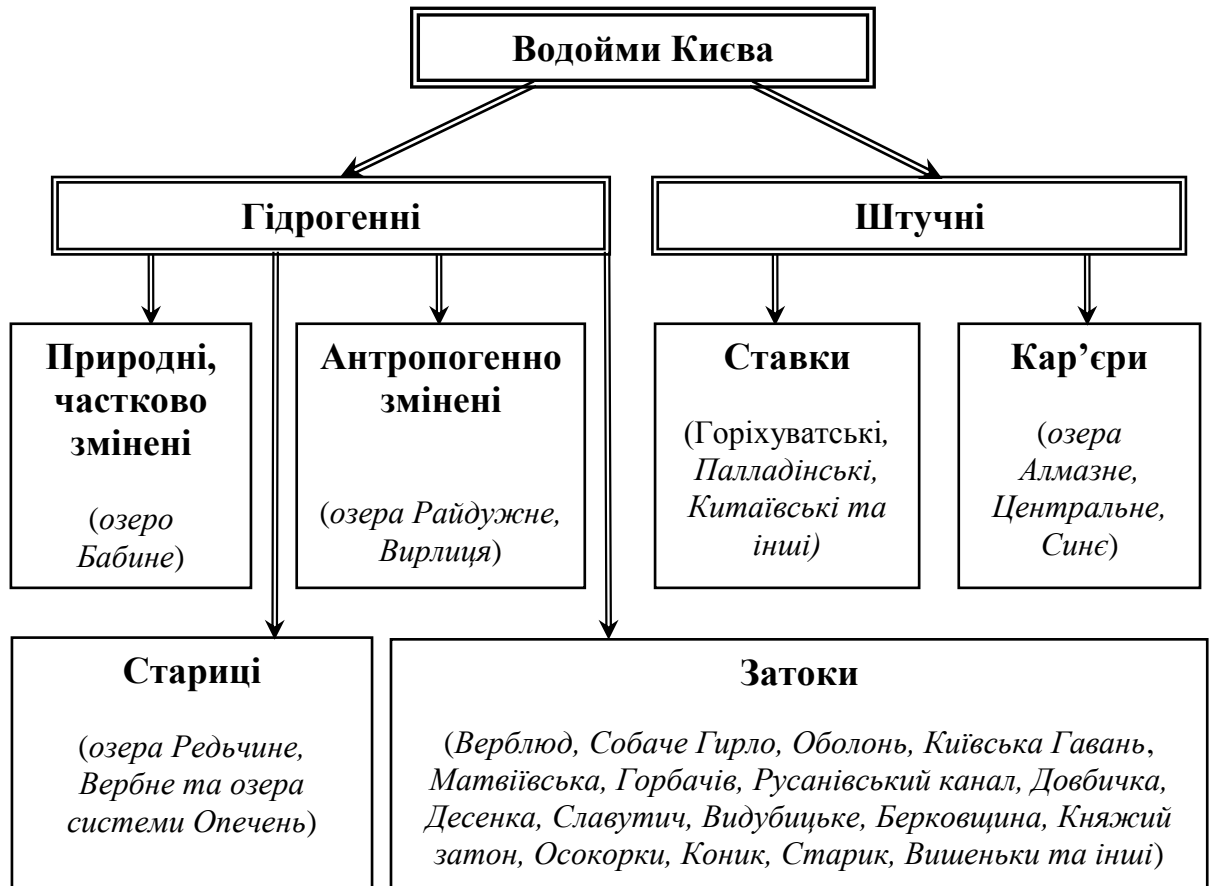 Водойми Києва
Гідрогенні
Штучні
Природні,
частково
змінені
(озеро
Бабине)
Антропогенно
змінені
(озера Райдужне,
Вирлиця)
Ставки
(Горіхуватські,
Палладінські,
Китаївські та
інші)
Кар’єри
(озера
Алмазне,
Центральне,
Синє)
Стариці
(озера Редьчине,
Вербне та озера
системи Опечень)
Затоки
(Верблюд, Собаче Гирло, Оболонь, Київська Гавань,
Матвіївська, Горбачів, Русанівський канал, Довбичка,
Десенка, Славутич, Видубицьке, Берковщина, Княжий
затон, Осокорки, Коник, Старик, Вишеньки та інші)